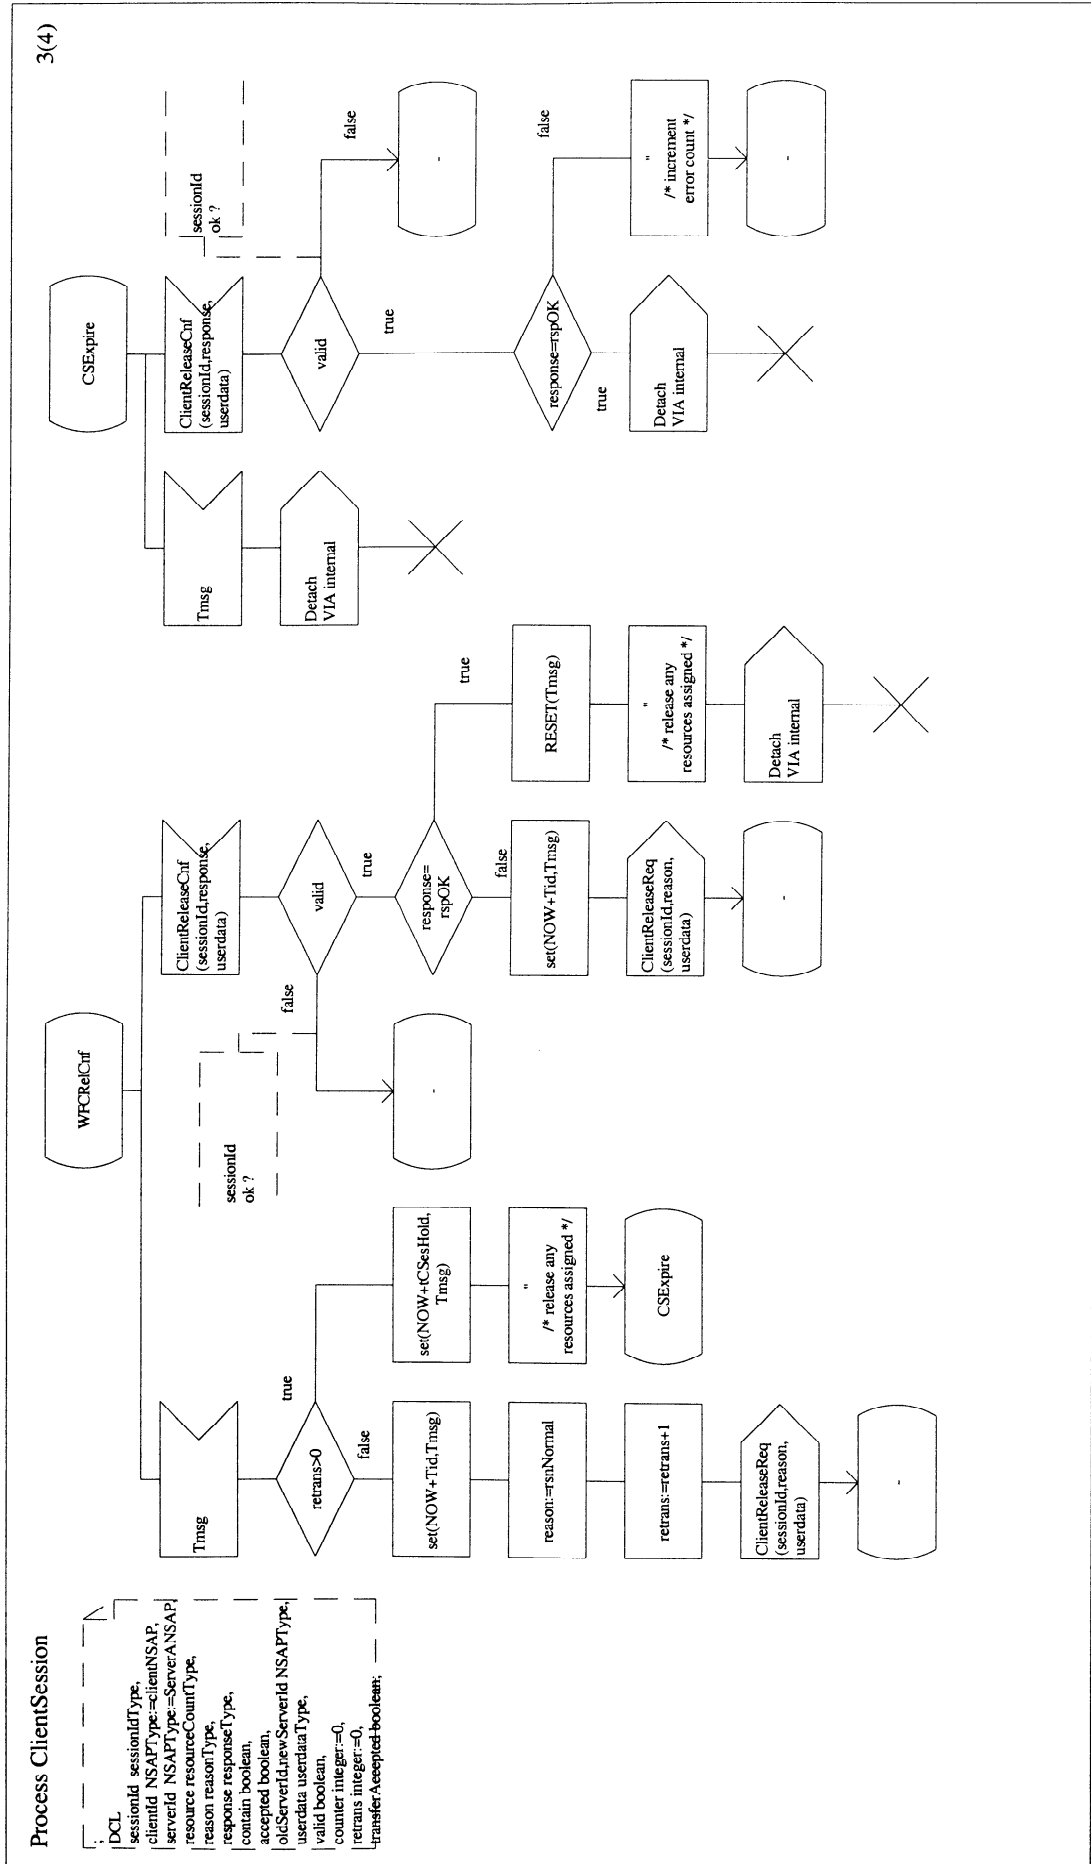 Process ClientSession
3(4)
;
DCL
sessionId sessionIdType,
clientId NSAPType:=clientNSAP,
serverId NSAPType:=ServerANSAP,
resource resourceCountType,
reason reasonType,
response responseType,
contain boolean,
accepted boolean,
oldServerId,newServerId NSAPType,
userdata userdataType,
valid boolean,
counter integer:=0,
retrans integer:=0,
transferAccepted boolean;
WFCRelCnf
Tmsg
retrans>0
true
false
set(NOW+Tid,Tmsg)
reason:=rsnNormal
retrans:=retrans+1
ClientReleaseReq
(sessionId,reason,
userdata)
-
set(NOW+tCSesHold,
Tmsg)
"
/* release any
resources assigned */
CSExpire
ClientReleaseCnf
(sessionId,response,
userdata)
sessionId
ok ?
valid
false
true
-
response=
rspOK
false
true
set(NOW+Tid,Tmsg)
ClientReleaseReq
(sessionId,reason,
userdata)
-
RESET(Tmsg)
"
/* release any
resources assigned */
Detach
VIA internal
CSExpire
Tmsg
Detach
VIA internal
ClientReleaseCnf
(sessionId,response,
userdata)
sessionId
ok ?
valid
true
false
-
response=rspOK
true
false
Detach
VIA internal
"
/* increment
error count */
-